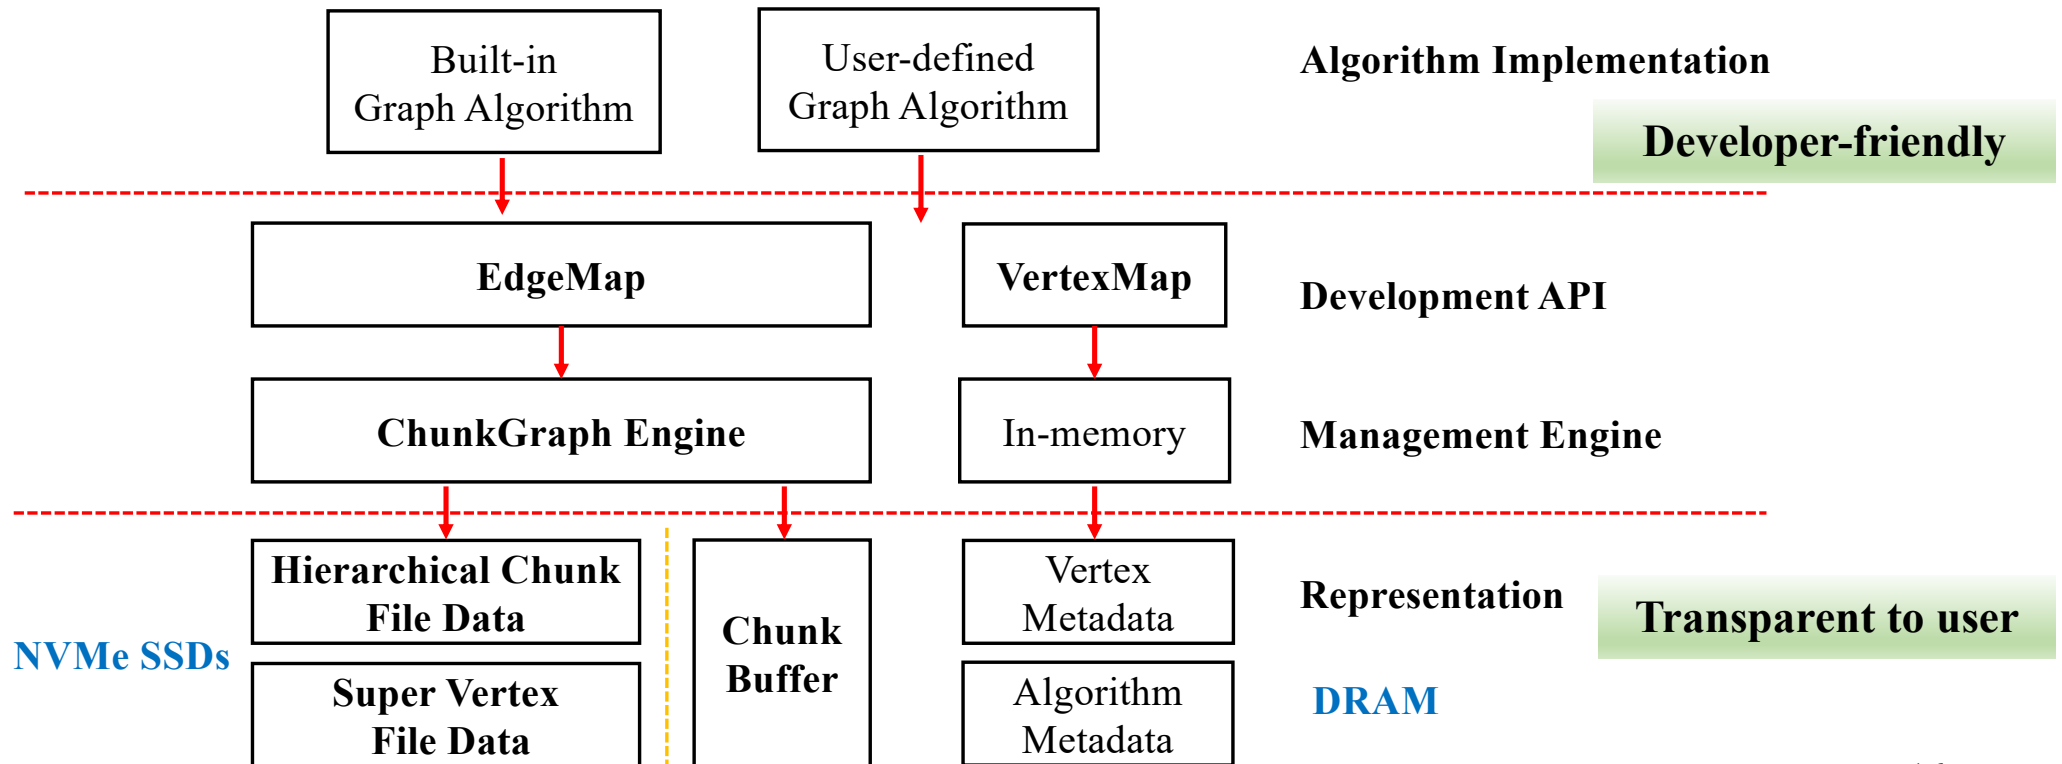 Built-in
Graph Algorithm
User-defined
Graph Algorithm
Algorithm Implementation
Developer-friendly
EdgeMap
VertexMap
Development API
ChunkGraph Engine
In-memory
Management Engine
Hierarchical Chunk
File Data
Chunk
Buffer
Vertex
Metadata
Representation
Transparent to user
NVMe SSDs
Super Vertex
File Data
Algorithm
Metadata
DRAM